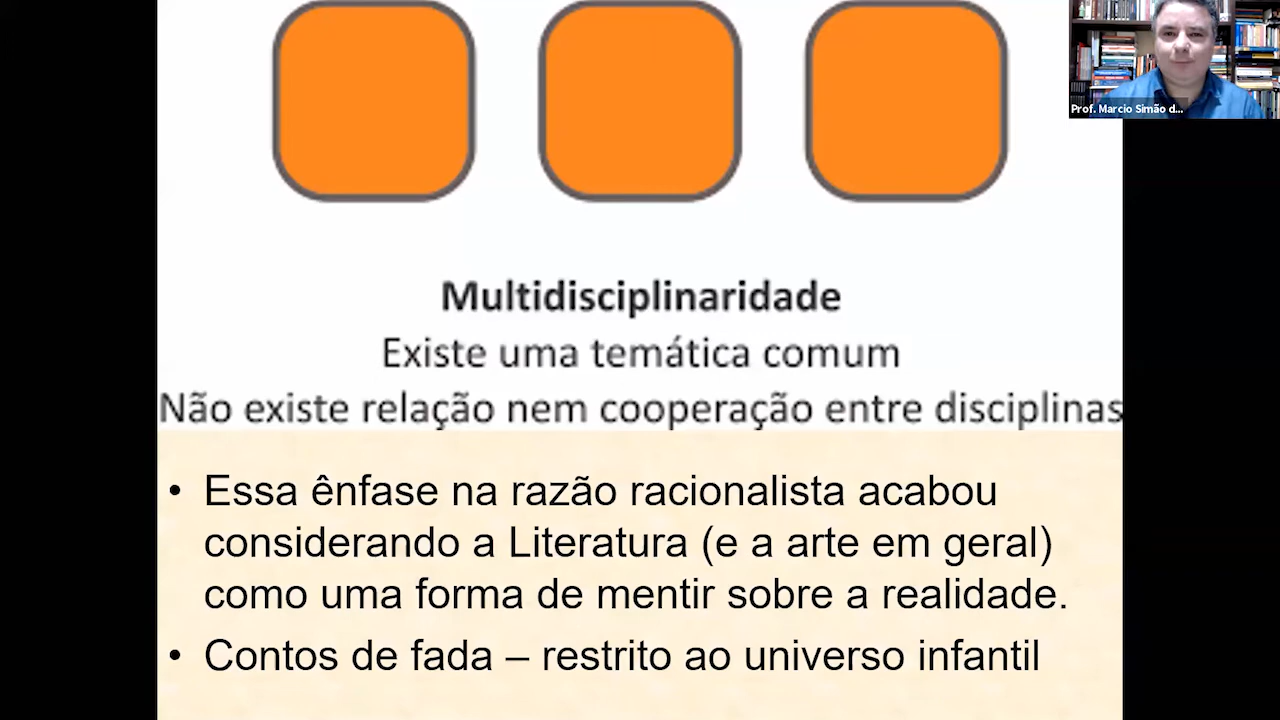 Prof. Marcio Simão d...
Multidisciplinaridade
Existe uma temática comum
Não existe relação nem cooperação entre disciplinas
• Essa ênfase na razão racionalista acabou
considerando a Literatura (e a arte em geral)
como uma forma de mentir sobre a realidade.
• Contos de fada – restrito ao universo infantil